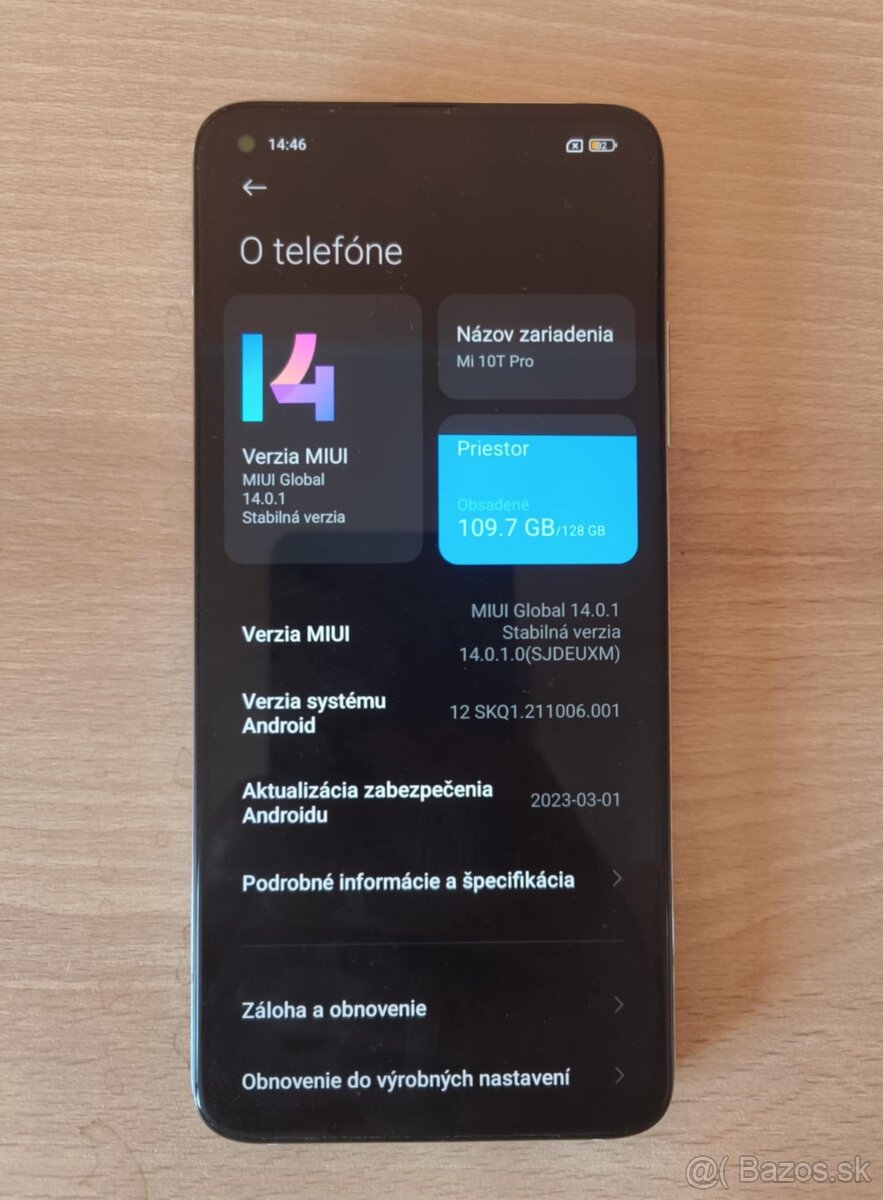 14:46
82
O telefóne
14
Verzia MIUI
MIUI Global
14.0.1
Stabilná verzia
Názov zariadenia
Mi 10T Pro
Priestor
Obsadené
109.7 GB/128 GB
Verzia MIUI
MIUI Global 14.0.1
Stabilná verzia
14.0.1.0(SJDEUXM)
Verzia systému
Android
12 SKQ1.211006.001
Aktualizácia zabezpečenia
Androidu
2023-03-01
Podrobné informácie a špecifikácia
Záloha a obnovenie
Obnovenie do výrobných nastavení
@( Bazos.sk